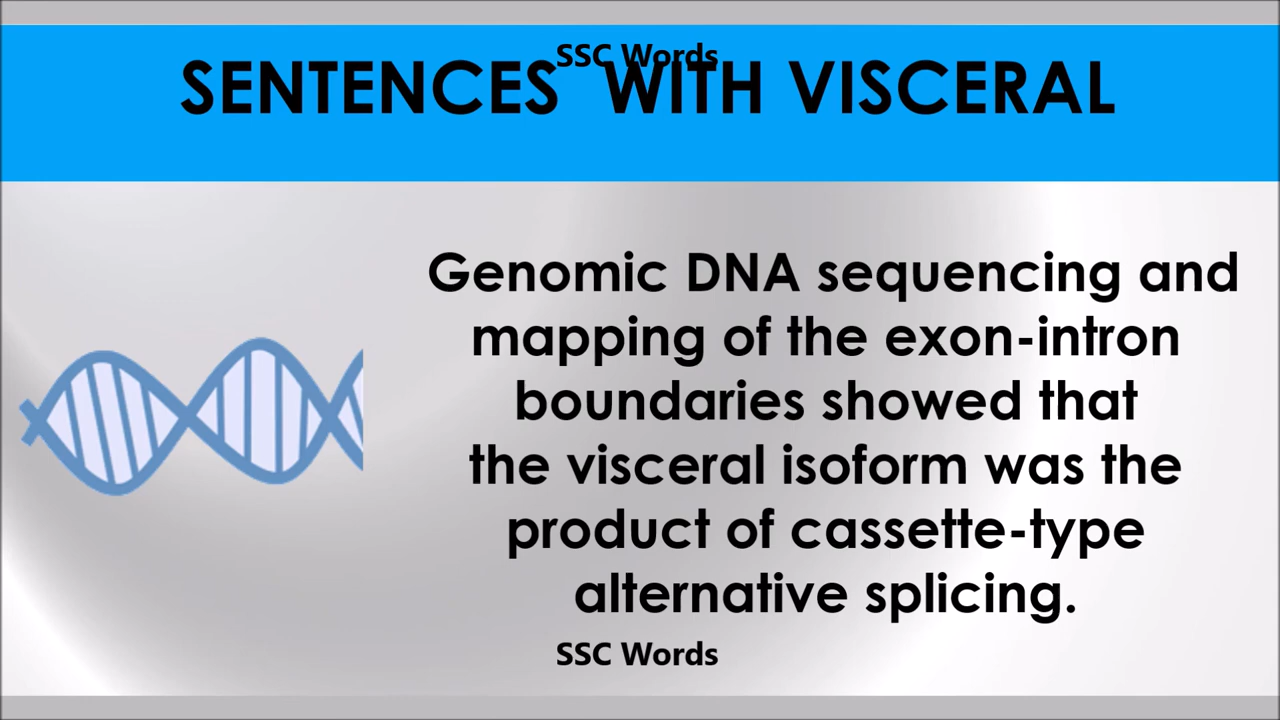 SSC Words
SENTENCES WITH VISCERAL
Genomic DNA sequencing and
mapping of the exon-intron
boundaries showed that
the visceral isoform was the
product of cassette-type
alternative splicing.
SSC Words